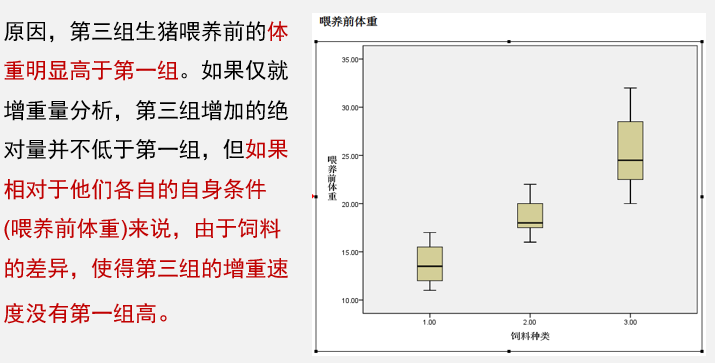 原因，第三组生猪喂养前的体
重明显高于第一组。如果仅就
增重量分析，第三组增加的绝
对量并不低于第一组，但如果
相对于他们各自的自身条件
(喂养前体重)来说，由于饲料
的差异，使得第三组的增重速
度没有第一组高。
喂养前体重
35.00
30.00
25.00
20.00
15.00
10.00
喂养前体重
1.00 2.00 3.00
饲料种类